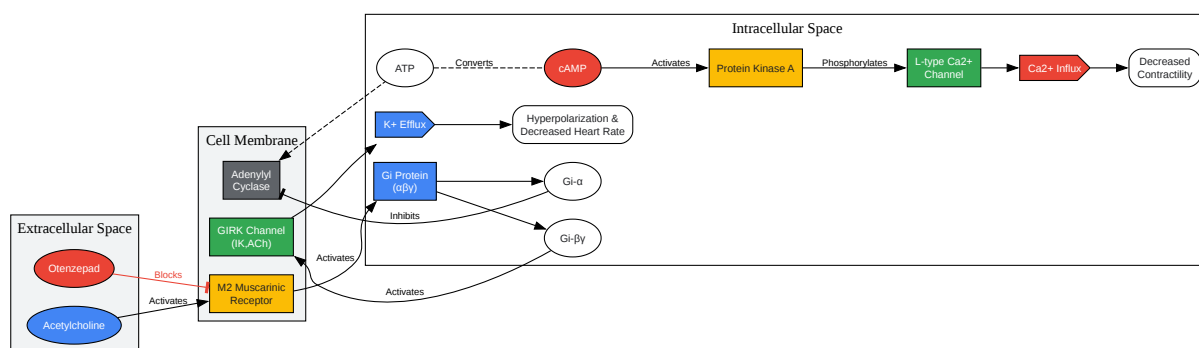 Intracellular Space
ATP
Converts
cAMP
Activates
Protein Kinase A
Phosphorylates
L-type Ca2+
Channel
Ca2+ Influx
Decreased
Contractility
K+ Efflux
Hyperpolarization &
Decreased Heart Rate
Cell Membrane
Adenylyl
Cyclase
Gi Protein
(αβγ)
Gi-α
Inhibits
Extracellular Space
GIRK Channel
(IK,ACh)
Gi-βγ
Otenzepad
Blocks
Activates
M2 Muscarinic
Receptor
Activates
Activates
Acetylcholine